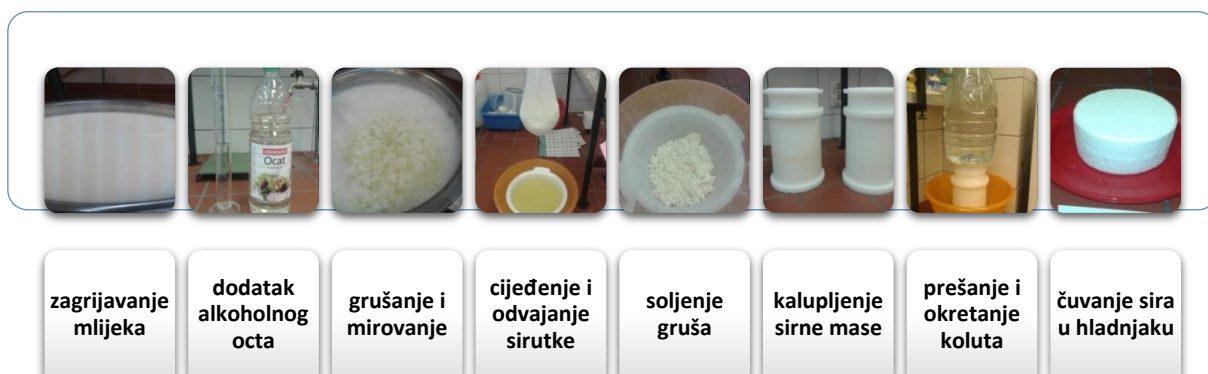 Ocat
zagrijavanje
mlijeka
dodatak
alkoholnog
octa
grušanje i
mirovanje
cijeđenje i
odvajanje
sirutke
soljenje
gruša
kalupljenje
sirne mase
prešanje i
okretanje
koluta
čuvanje sira
u hladnjaku